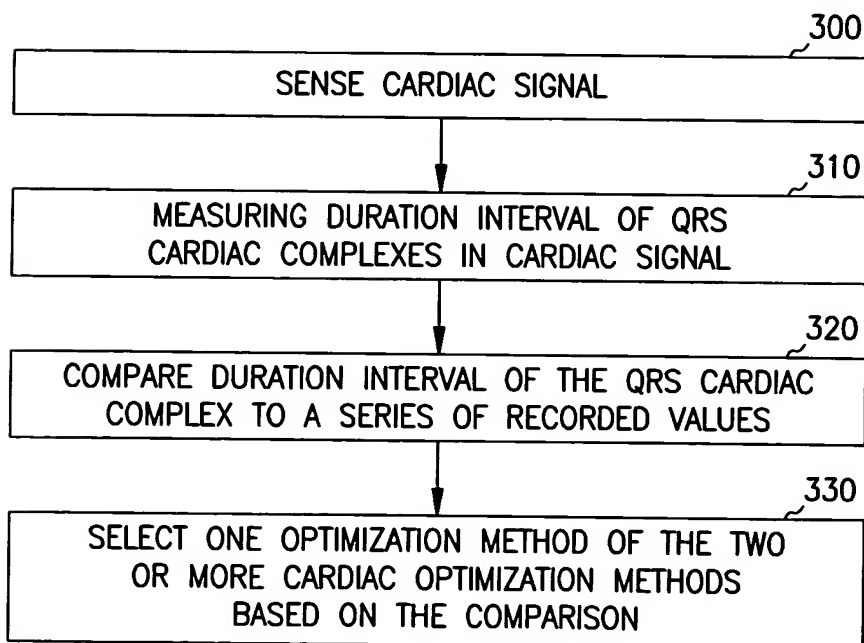 300
SENSE CARDIAC SIGNAL
310
MEASURING DURATION INTERVAL OF QRS
CARDIAC COMPLEXES IN CARDIAC SIGNAL
320
COMPARE DURATION INTERVAL OF THE QRS CARDIAC
COMPLEX TO A SERIES OF RECORDED VALUES
330
SELECT ONE OPTIMIZATION METHOD OF THE TWO
OR MORE CARDIAC OPTIMIZATION METHODS
BASED ON THE COMPARISON